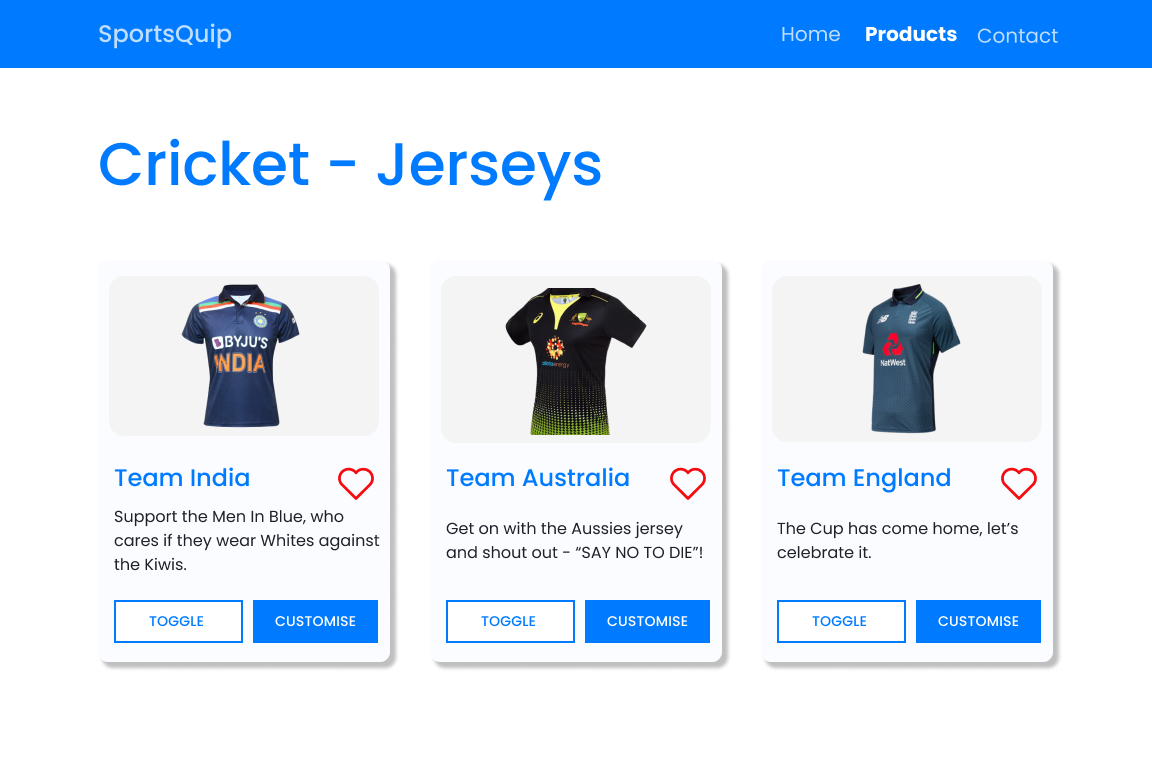 SportsQuip
Home Products Contact
Cricket - Jerseys
BYJU'S
INDIA
NB
NatWest
Team India
Support the Men In Blue, who
cares if they wear Whites against
the Kiwis.
TOGGLE CUSTOMISE
Team Australia
Get on with the Aussies jersey
and shout out - “SAY NO TO DIE”!
TOGGLE CUSTOMISE
Team England
The Cup has come home, let’s
celebrate it.
TOGGLE CUSTOMISE